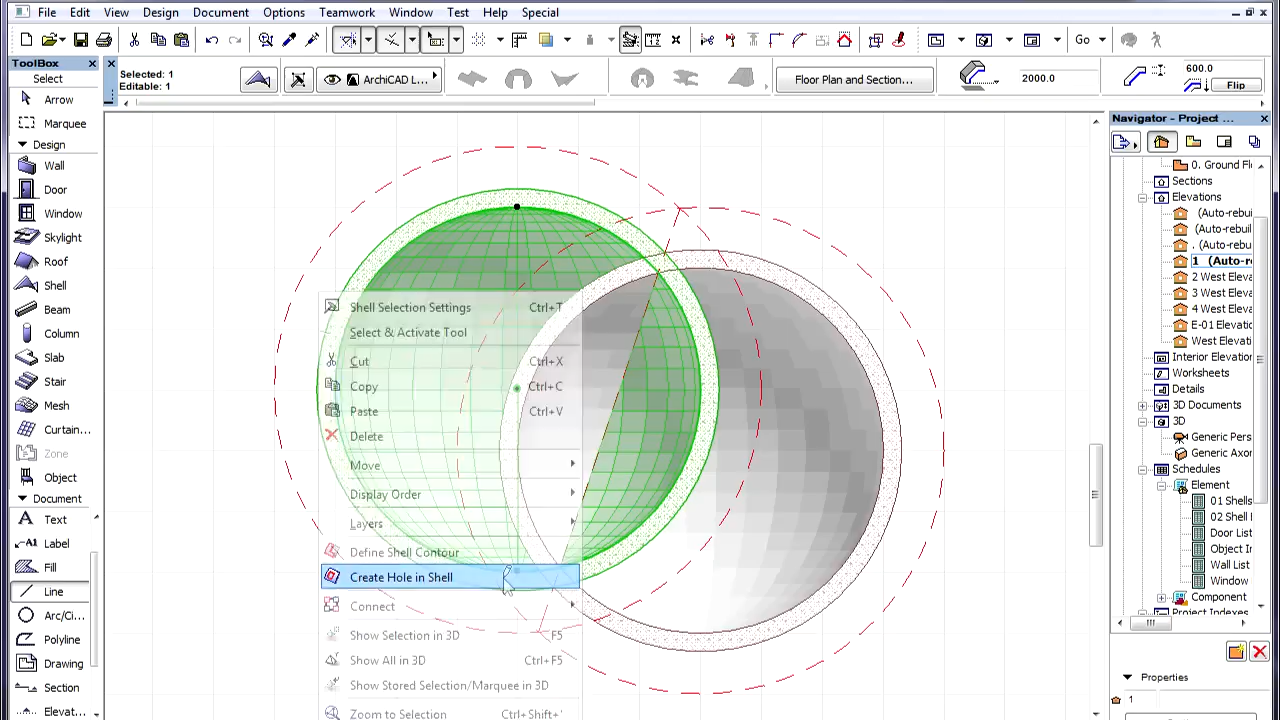 File Edit View Design Document Options Teamwork Window Test Help Special
Go
ToolBox
Select
Arrow
Marquee
Design
Wall
Door
Window
Skylight
Roof
Shell
Beam
Column
Slab
Stair
Mesh
Curtain...
Zone
Object
Document
Text
A1 Label
Fill
Line
Arc/Ci...
Polyline
Drawing
Section
Elevat...
Selected: 1
Editable: 1
ArchiCAD L...
Floor Plan and Section...
2000.0
600.0
Flip
Shell Selection Settings Ctrl+T
Select & Activate Tool
Cut Ctrl+X
Copy Ctrl+C
Paste Ctrl+V
Delete
Move
Display Order
Layers
Define Shell Contour
Create Hole in Shell
Connect
Show Selection in 3D F5
Show All in 3D Ctrl+F5
Show Stored Selection/Marquee in 3D
Zoom to Selection Ctrl+Shift+'
Navigator - Project ...
0. Ground Fl
Sections
Elevations
(Auto-rebui
(Auto-rebuil
. (Auto-rebu
1 (Auto-re
2 West Eleva
3 West Eleva
4 West Eleva
E-01 Elevatio
West Elevat
Interior Elevation
Worksheets
Details
3D Documents
3D
Generic Pers
Generic Axon
Schedules
Element
01 Shells
02 Shell I
Door List
Object In
Wall List
Window
Component
Project Indexes
Properties
1